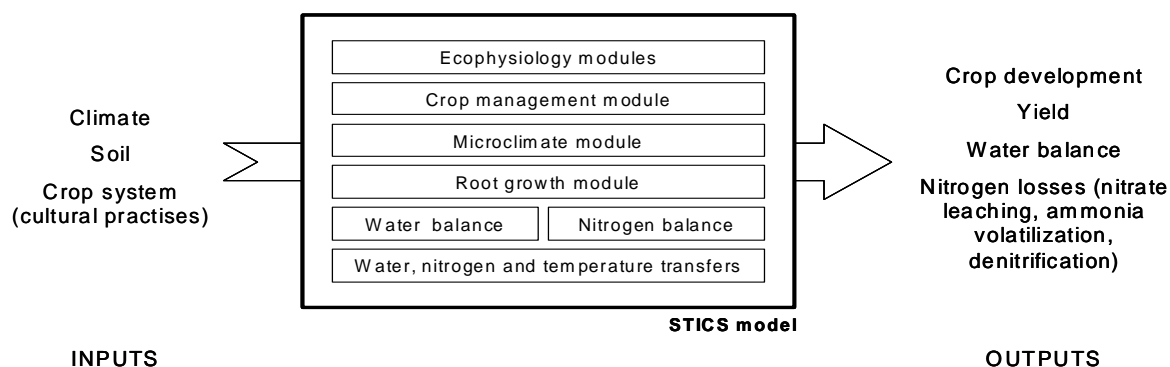 Climate
Soil
Crop system
(cultural practises)
INPUTS
Ecophysiology modules
Crop management module
Microclimate module
Root growth module
Water balance
Nitrogen balance
Water, nitrogen and temperature transfers
STICS model
Crop development
Yield
Water balance
Nitrogen losses (nitrate
leaching, ammonia
volatilization,
denitrification)
OUTPUTS